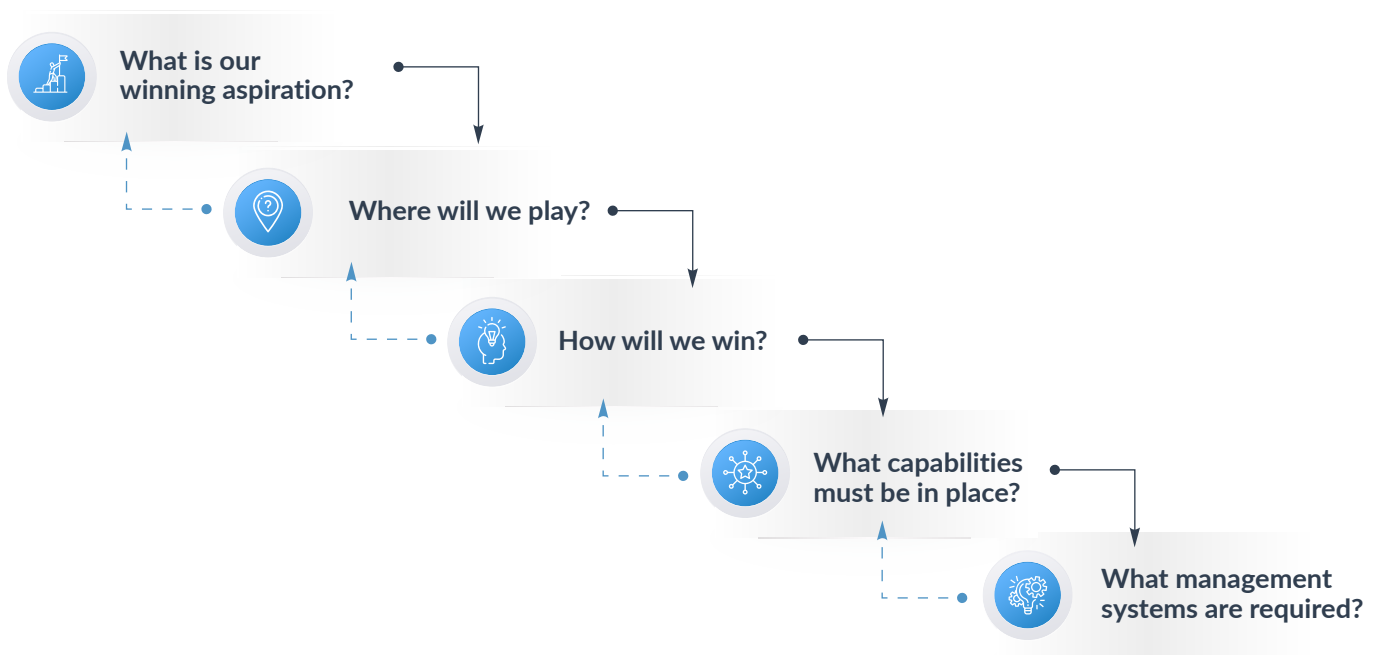 What is our
winning aspiration?
Where will we play?
?
How will we win?
What capabilities
must be in place?
What management
systems are required?